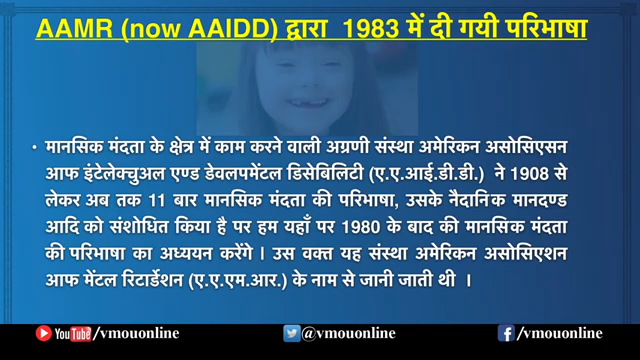 AAMR (now AAIDD) द्वारा 1983 में दी गयी परिभाषा
• मानसिक मंदता के क्षेत्र में काम करने वाली अग्रणी संस्था अमेरिकन असोसिएसन
आफ इंटेलेक्चुअल एण्ड डेवलपमेंटल डिसेबिलिटी (ए.ए.आई.डी.डी.) ने 1908 से
लेकर अब तक 11 बार मानसिक मंदता की परिभाषा, उसके नैदानिक मानदण्ड
आदि को संशोधित किया है पर हम यहाँ पर 1980 के बाद की मानसिक मंदता
की परिभाषा का अध्ययन करेंगे। उस वक्त यह संस्था अमेरिकन असोसिएशन
आफ मेंटल रिटार्डेशन (ए.ए.एम.आर.) के नाम से जानी जाती थी ।
YouTube /vmouonline @vmouonline f /vmouonline